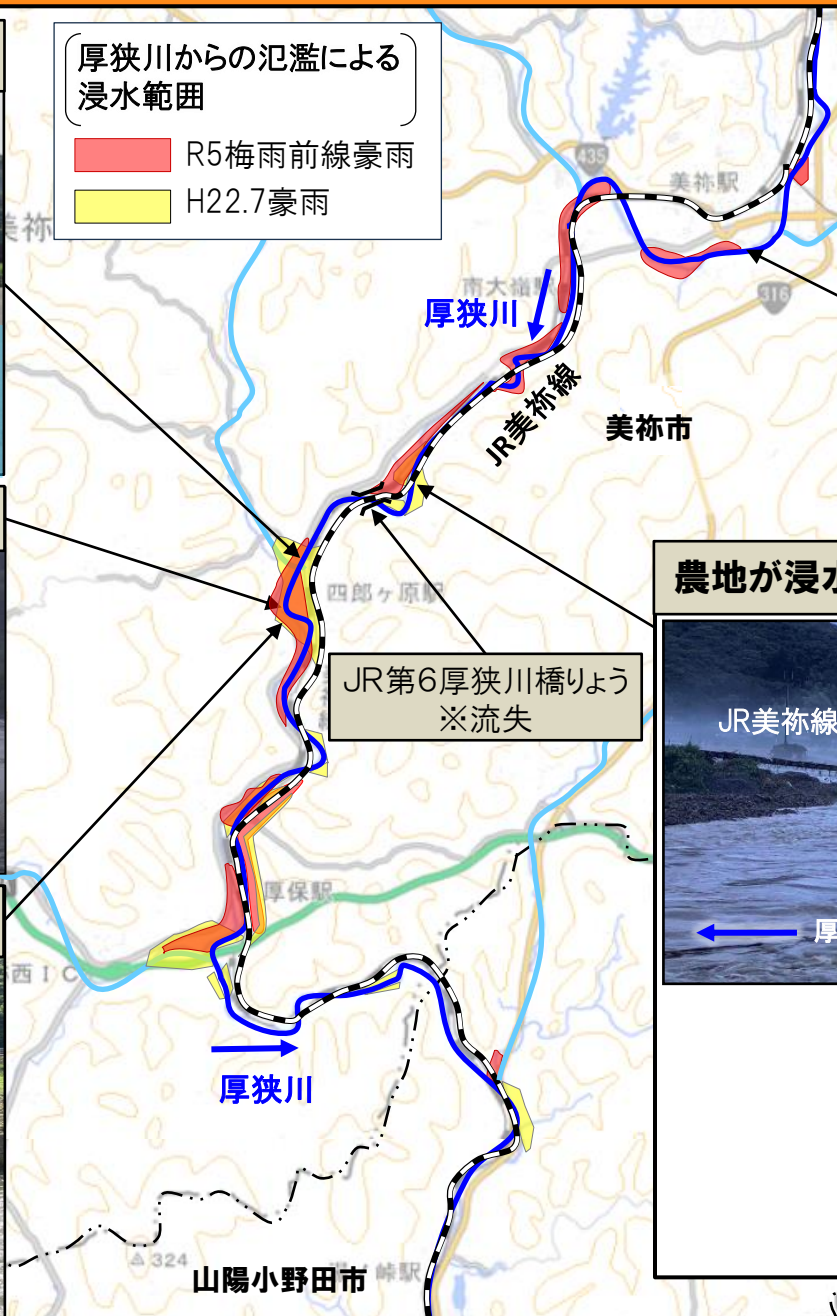 厚狭川からの氾濫による
浸水範囲
R5梅雨前線豪雨
H22.7豪雨
美祢
435
美祢駅
316
南大嶺駅
厚狭川
JR美祢線
美祢市
四郎ヶ原駅
農地が浸水
JR第6厚狭川橋りょう
※流失
JR美祢線
厚
厚保駅
西IC
厚狭川
324
山陽小野田市
峠駅